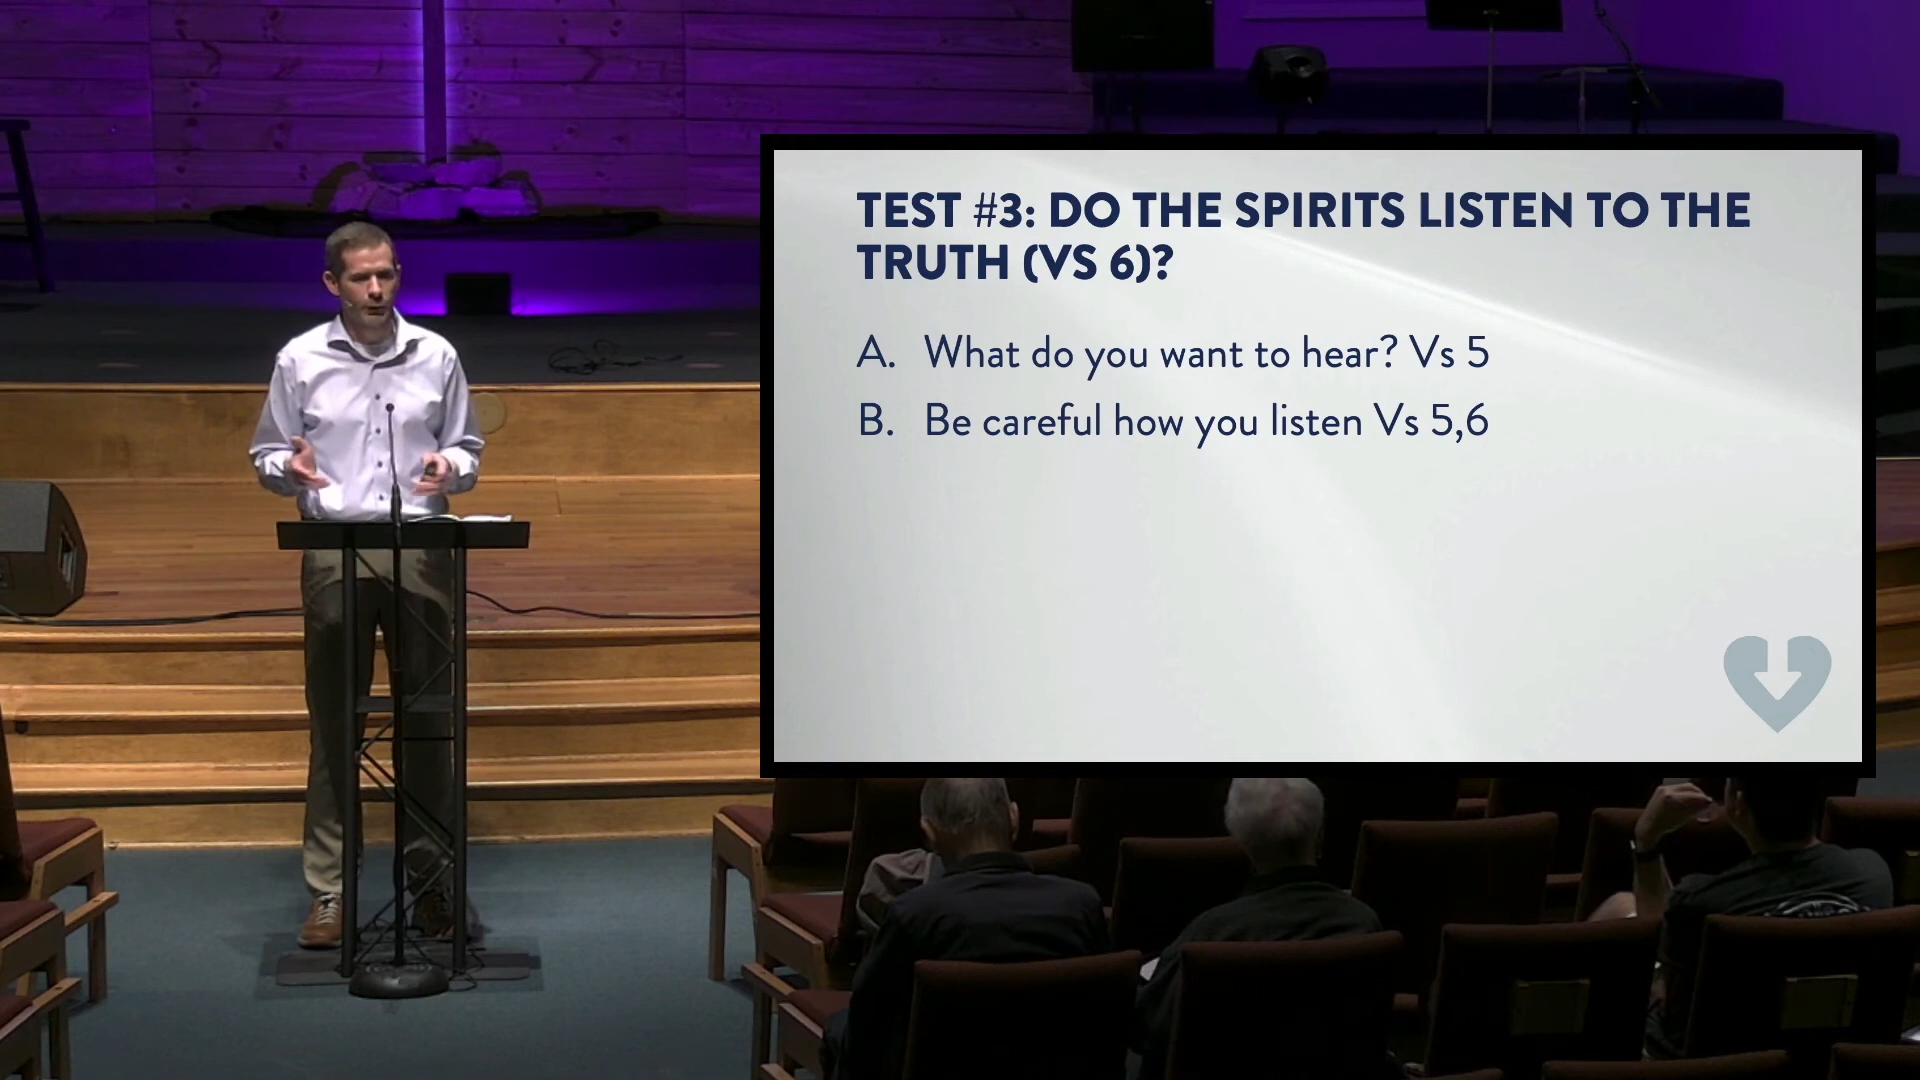 TEST #3: DO THE SPIRITS LISTEN TO THE
TRUTH (VS 6)?
A. What do you want to hear? Vs 5
B. Be careful how you listen Vs 5,6